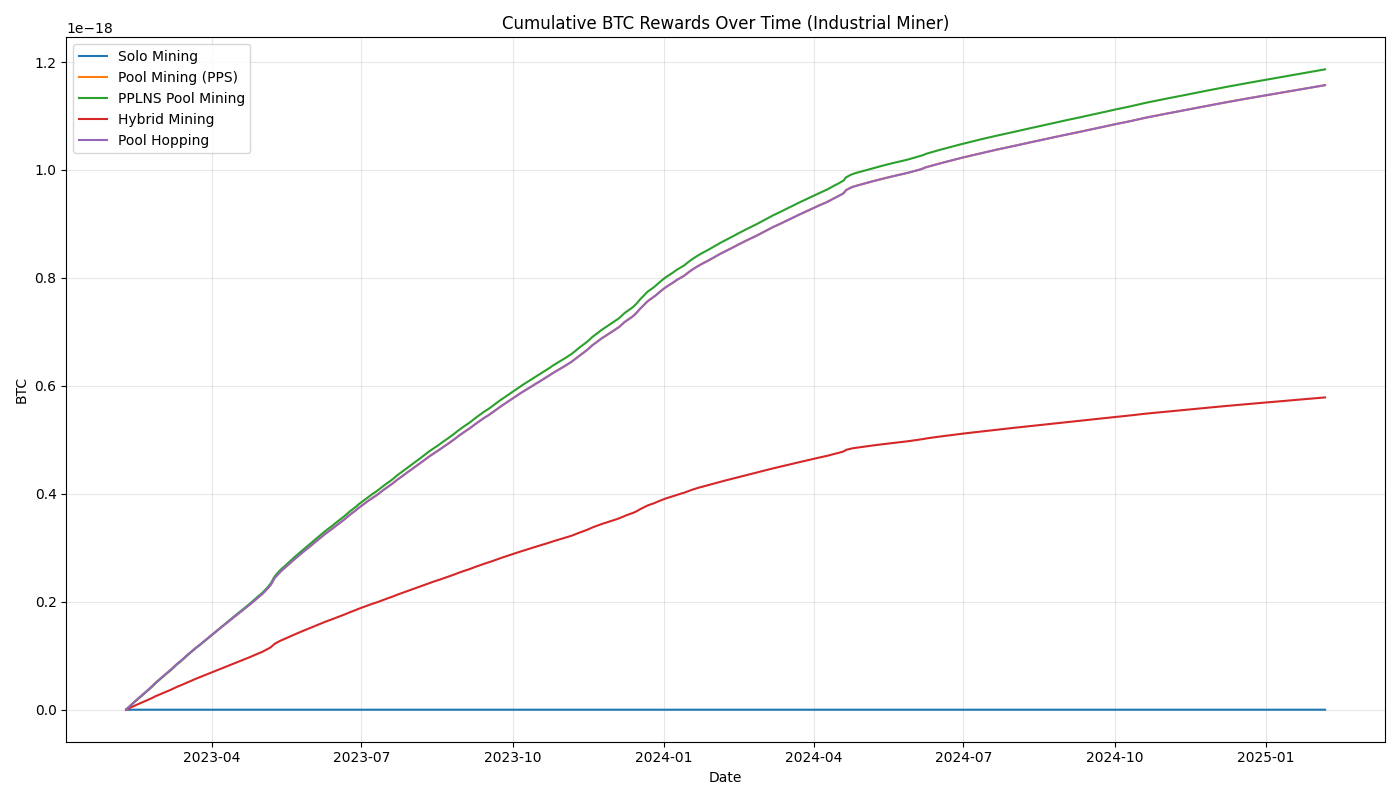 Cumulative BTC Rewards Over Time (Industrial Miner)
1e−18
Solo Mining
Pool Mining (PPS)
PPLNS Pool Mining
Hybrid Mining
Pool Hopping
1.2
1.0
0.8
0.6
0.4
0.2
0.0
BTC
2023-04
2023-07
2023-10
2024-01
2024-04
2024-07
2024-10
2025-01
Date